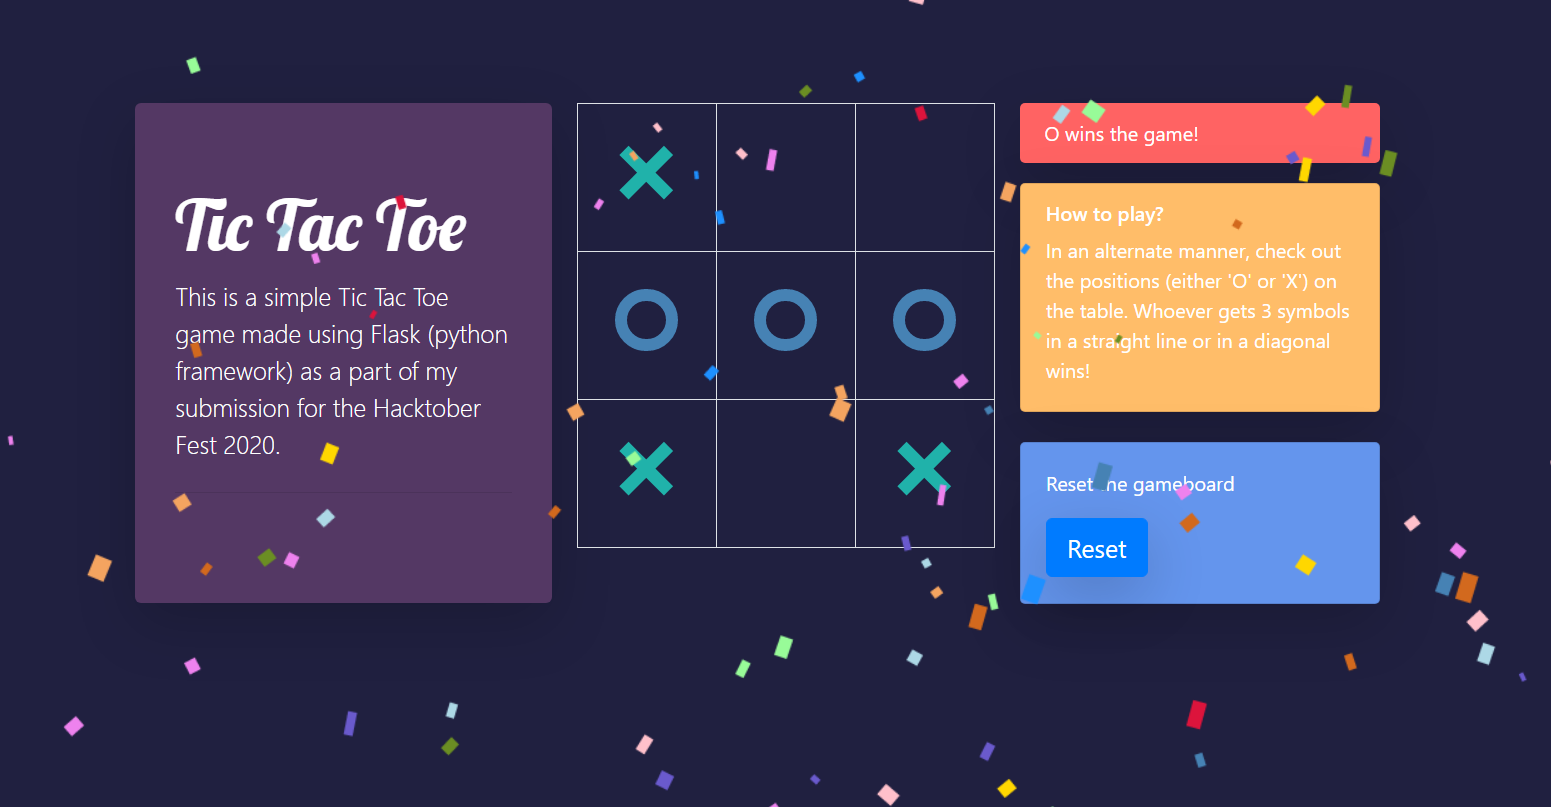 Tic Tac Toe
This is a simple Tic Tac Toe
game made using Flask (python
framework) as a part of my
submission for the Hacktober
Fest 2020.
O wins the game!
How to play?
In an alternate manner, check out
the positions (either 'O' or 'X') on
the table. Whoever gets 3 symbols
in a straight line or in a diagonal
wins!
Reset the gameboard
Reset